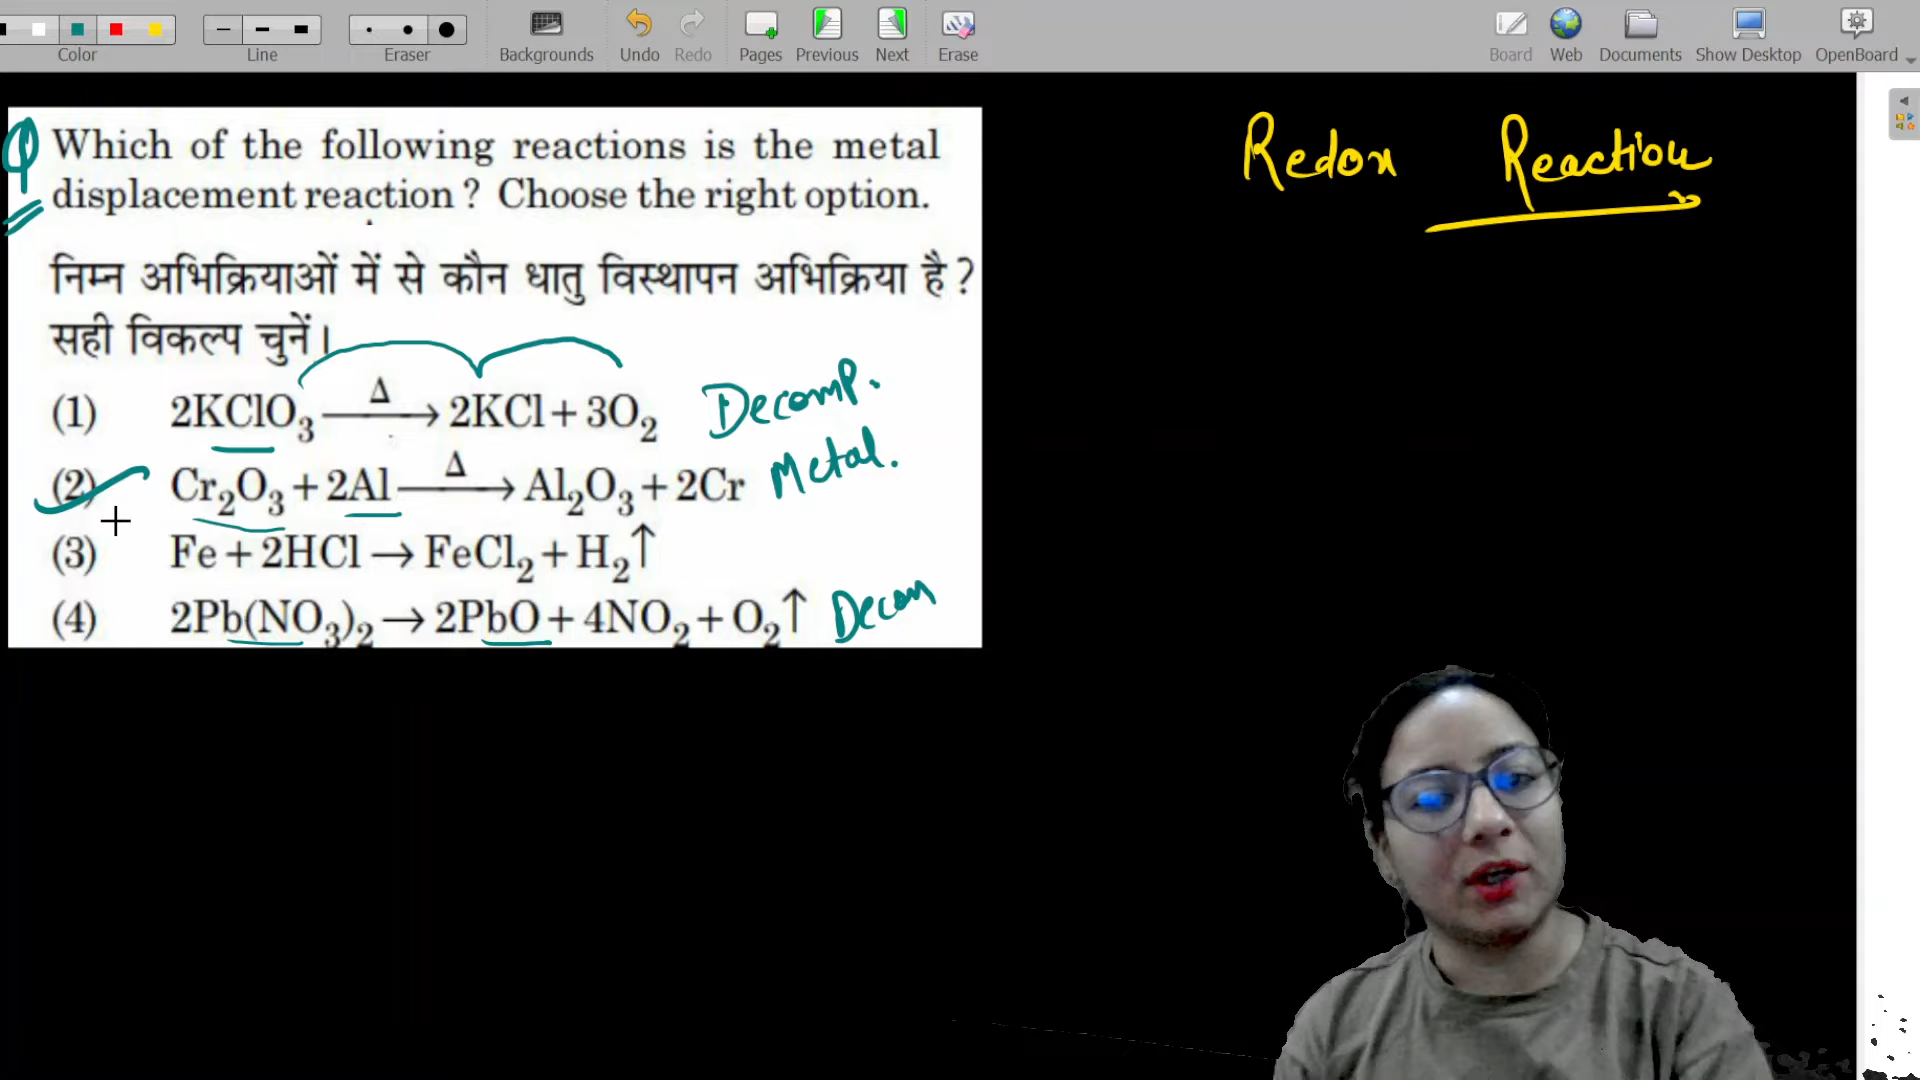 Color Line Eraser Backgrounds Undo Redo Pages Previous Next Erase Board Web Documents Show Desktop OpenBoard
Redox Reaction
Q Which of the following reactions is the metal
displacement reaction ? Choose the right option.
निम्न अभिक्रियाओं में से कौन धातु विस्थापन अभिक्रिया है ?
सही विकल्प चुनें।
(1) 2KClO₃ —Δ→ 2KCl + 3O₂ Decomp.
(2) Cr₂O₃ + 2Al —Δ→ Al₂O₃ + 2Cr Metal.
(3) Fe + 2HCl → FeCl₂ + H₂↑
(4) 2Pb(NO₃)₂ → 2PbO + 4NO₂ + O₂↑ Decom